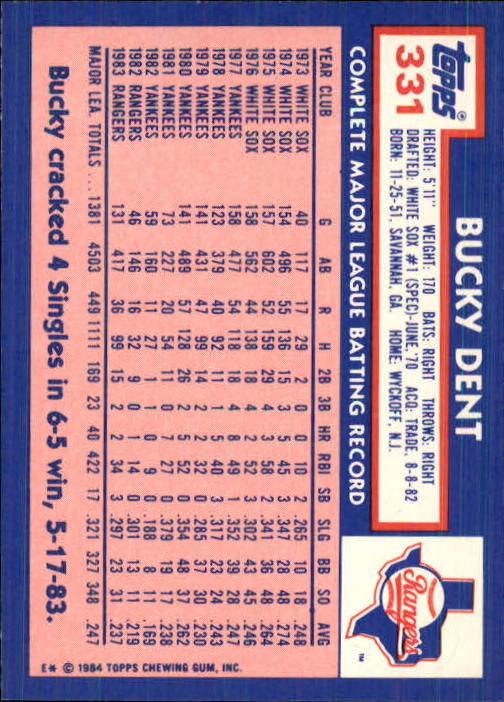 TOPPS®
331
BUCKY DENT
HEIGHT: 5'11" WEIGHT: 170 BATS: RIGHT THROWS: RIGHT
DRAFTED: WHITE SOX #1 (SPEC)-JUNE,'70 ACQ: TRADE, 8-8-82
BORN: 11-25-51, SAVANNAH, GA. HOME: WYCKOFF, N.J.
Rangers
TM
COMPLETE MAJOR LEAGUE BATTING RECORD
YEAR CLUB G AB R H 2B 3B HR RBI SB SLG BB SO AVG
1973 WHITE SOX 40 117 17 29 2 0 0 10 2 .265 10 18 .248
1974 WHITE SOX 154 496 55 136 15 3 5 45 3 .347 28 48 .274
1975 WHITE SOX 157 602 52 159 29 4 3 58 2 .341 36 48 .264
1976 WHITE SOX 158 562 44 138 18 4 2 52 3 .302 43 45 .246
1977 YANKEES 158 477 54 118 18 4 8 49 1 .352 39 28 .247
1978 YANKEES 123 379 40 92 11 1 5 40 3 .317 23 24 .243
1979 YANKEES 141 431 47 99 14 2 2 32 0 .285 37 30 .230
1980 YANKEES 141 489 57 128 26 2 5 52 0 .354 48 37 .262
1981 YANKEES 73 227 20 54 11 0 7 27 0 .379 19 17 .238
1982 YANKEES 59 160 11 27 1 1 0 9 0 .188 8 11 .169
1982 RANGERS 46 146 16 32 9 0 1 14 0 .301 13 11 .219
1983 RANGERS 131 417 36 99 15 2 2 34 3 .297 23 31 .237
MAJOR LEA. TOTALS ...1381 4503 449 1111 169 23 40 422 17 .321 327 348 .247
Bucky cracked 4 Singles in 6-5 win, 5-17-83.
E* © 1984 TOPPS CHEWING GUM, INC.